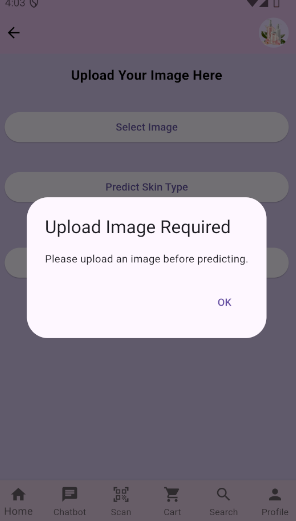 4:03
Upload Your Image Here
Select Image
Predict Skin Type
Upload Image Required
Please upload an image before predicting.
OK
Home Chatbot Scan Cart Search Profile